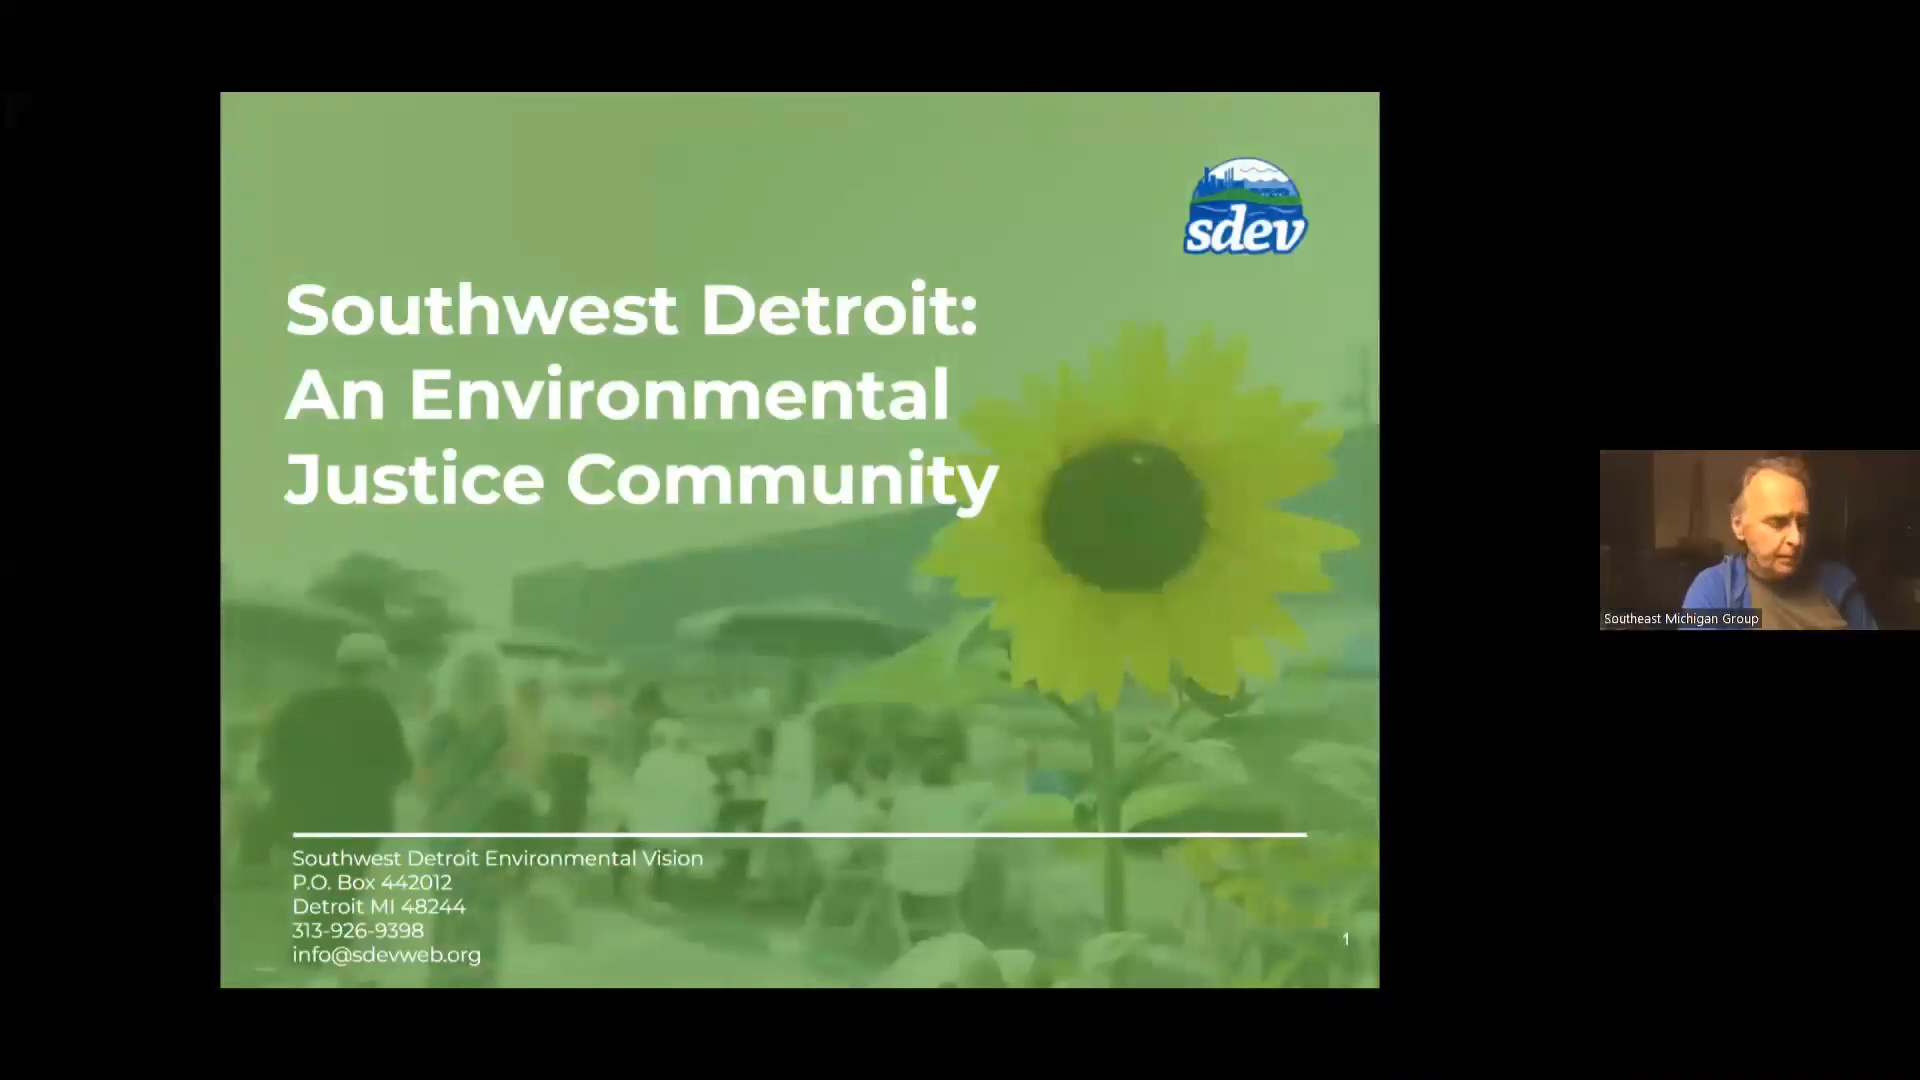 sdev
Southwest Detroit:
An Environmental
Justice Community
Southwest Detroit Environmental Vision
P.O. Box 442012
Detroit MI 48244
313-926-9398
info@sdevweb.org
1
Southeast Michigan Group